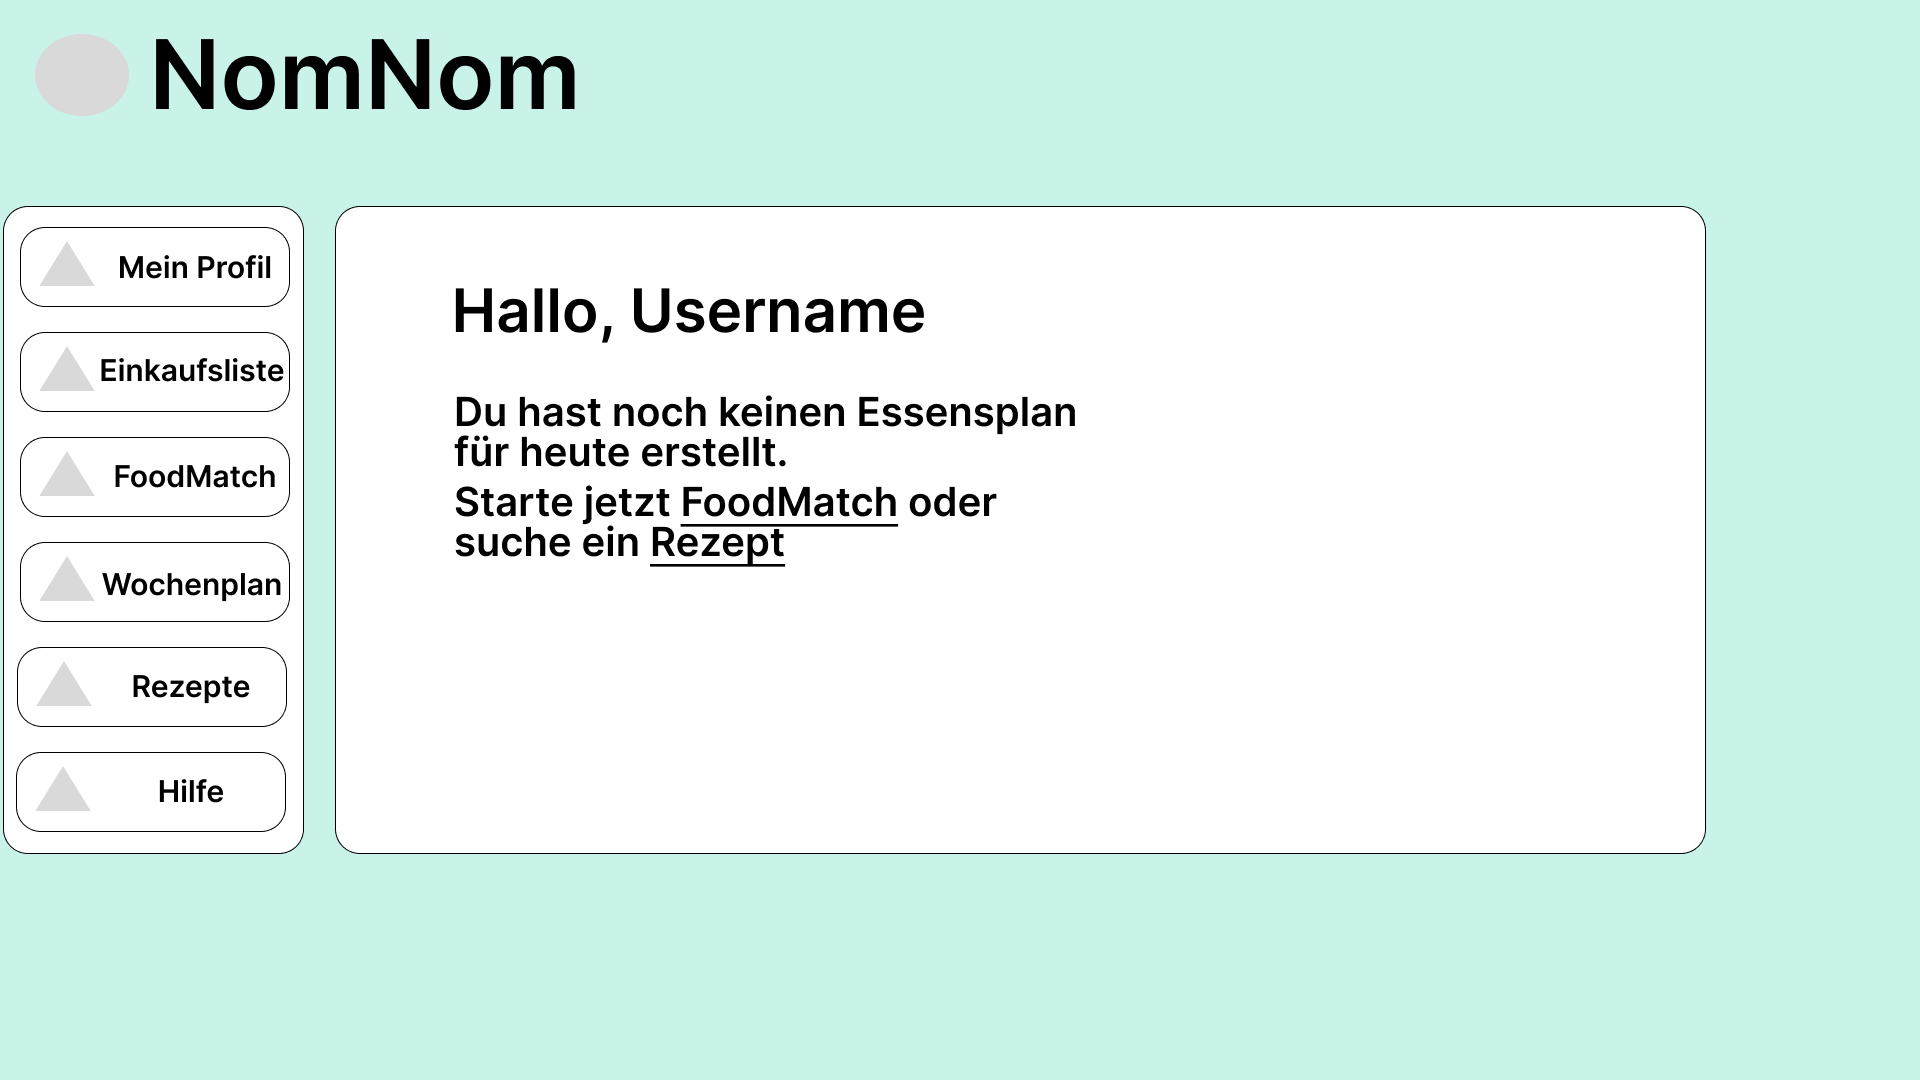 NomNom
Mein Profil
Einkaufsliste
FoodMatch
Wochenplan
Rezepte
Hilfe
Hallo, Username
Du hast noch keinen Essensplan
für heute erstellt.
Starte jetzt FoodMatch oder
suche ein Rezept